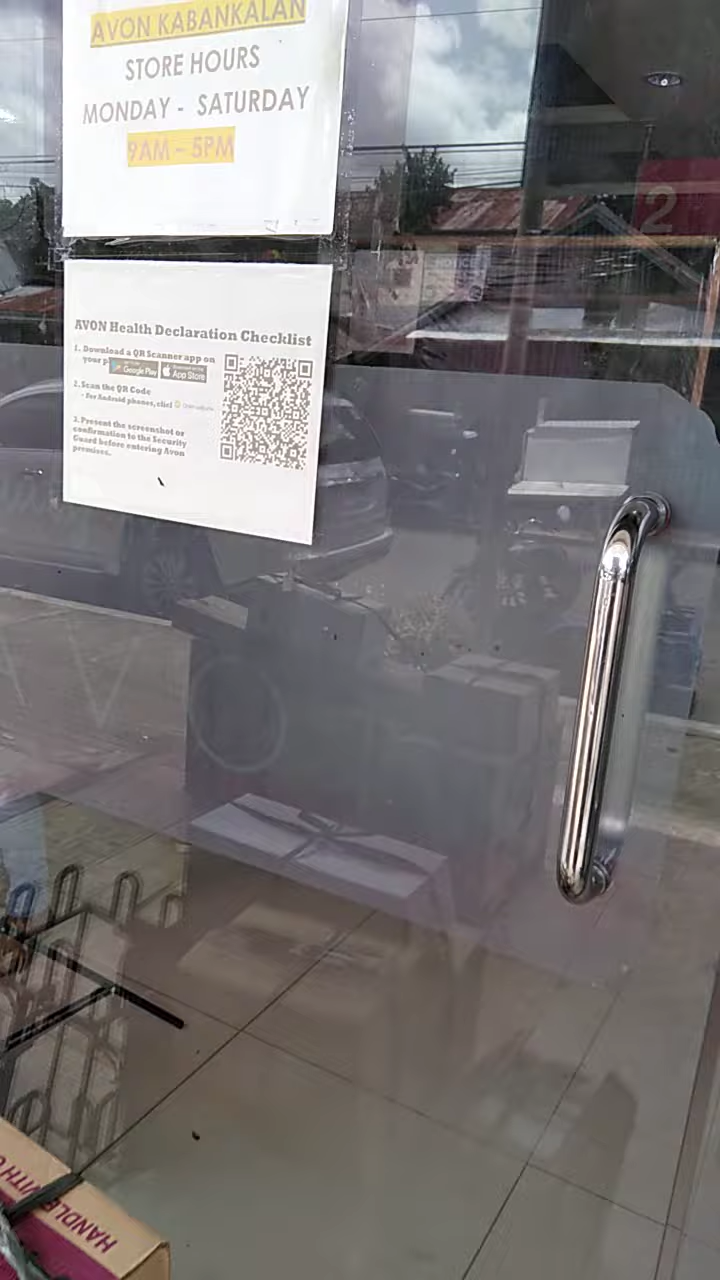 AVON KABANKALAN
STORE HOURS
MONDAY - SATURDAY
9AM – 5PM
2
AVON Health Declaration Checklist
1. Download a QR Scanner app on
your
Google Play
App Store
2. Scan the QR Code
- For Android phones, click
3. Present the screenshot or
confirmation to the Security
Guard before entering Avon
premises.
HANDLE WITH